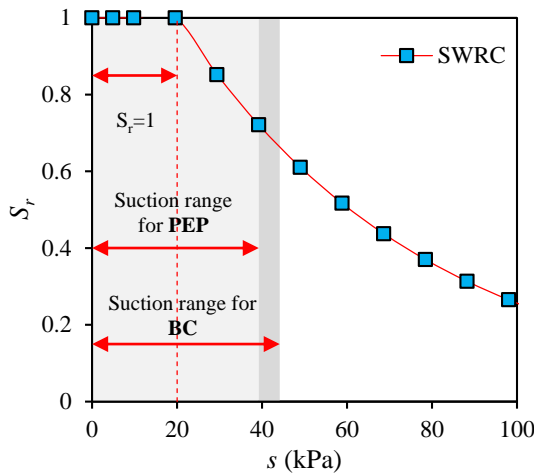 1
0.8
0.6
0.4
0.2
0
S_r
SWRC
S_r=1
Suction range
for PEP
Suction range for
BC
0 20 40 60 80 100
s (kPa)